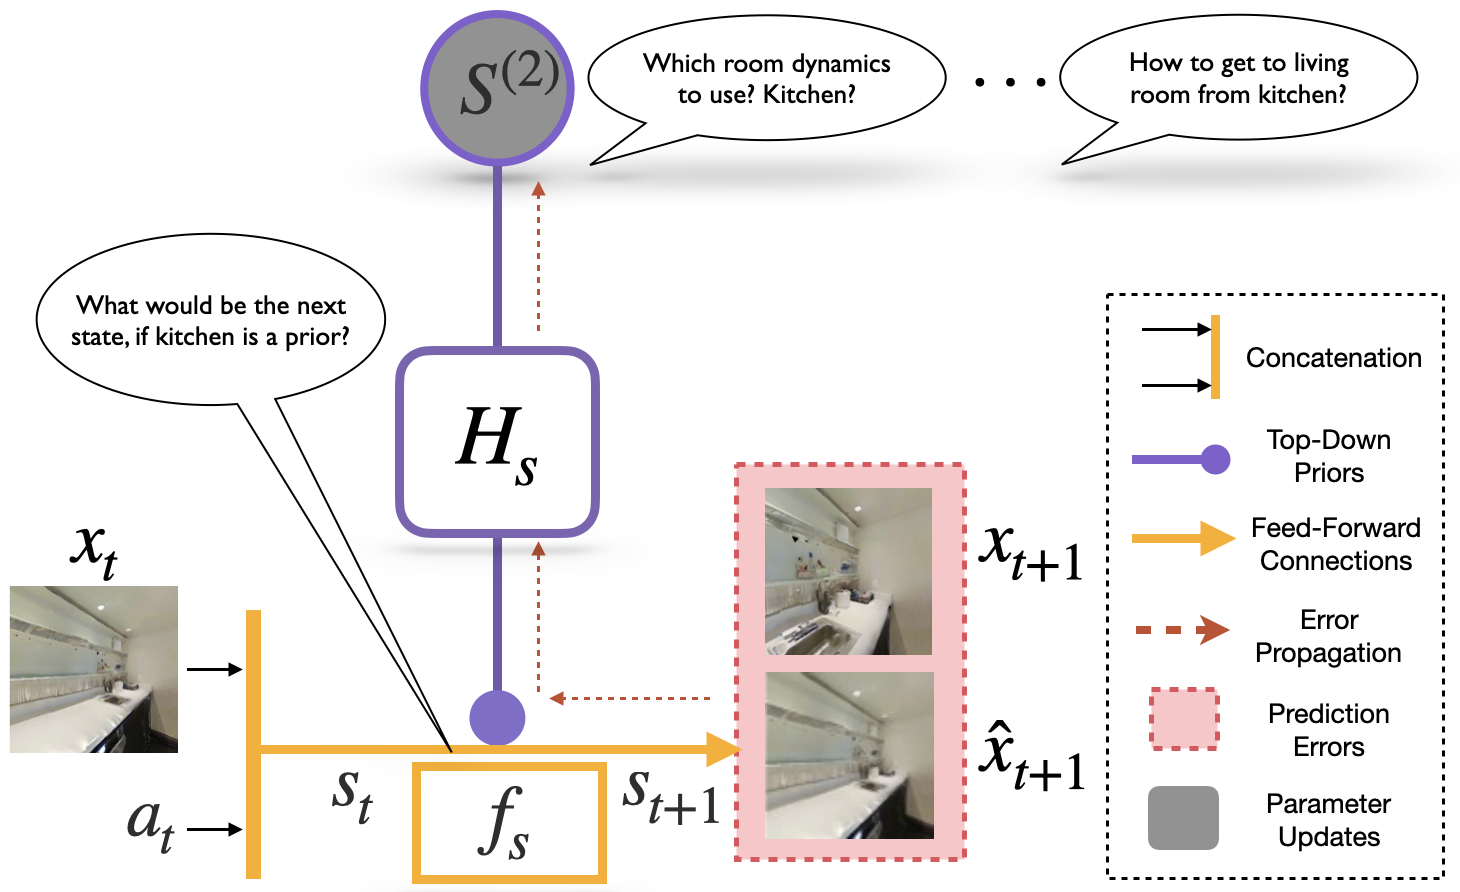 S^{(2)}
Which room dynamics
to use? Kitchen?
...
How to get to living
room from kitchen?
What would be the next
state, if kitchen is a prior?
H_s
x_t
a_t
s_t
f_s
s_{t+1}
x_{t+1}
\hat{x}_{t+1}
Concatenation
Top-Down
Priors
Feed-Forward
Connections
Error
Propagation
Prediction
Errors
Parameter
Updates